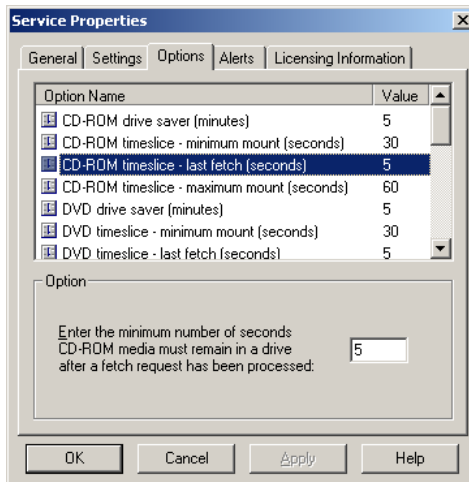 Service Properties
General Settings Options Alerts Licensing Information
Option Name Value
CD-ROM drive saver (minutes) 5
CD-ROM timeslice - minimum mount (seconds) 30
CD-ROM timeslice - last fetch (seconds) 5
CD-ROM timeslice - maximum mount (seconds) 60
DVD drive saver (minutes) 5
DVD timeslice - minimum mount (seconds) 30
DVD timeslice - last fetch (seconds) 5
Option
Enter the minimum number of seconds
CD-ROM media must remain in a drive 5
after a fetch request has been processed:
OK Cancel Apply Help